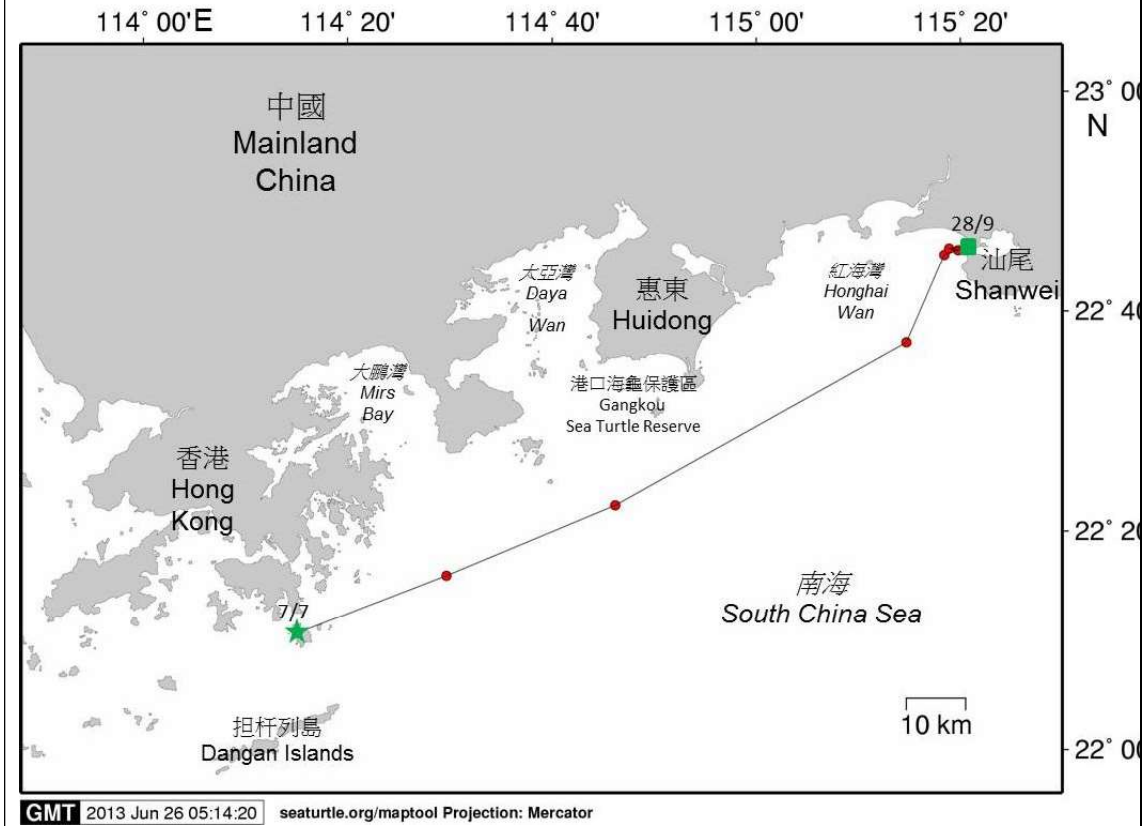 114° 00'E
114° 20'
114° 40'
115° 00'
115° 20'
23° 00
N
中國
Mainland
China
28/9
汕尾
Shanwei
大亞灣
Daya
Wan
惠東
Huidong
紅海灣
Honghai
Wan
22° 40
大鵬灣
Mirs
Bay
港口海龜保護區
Gangkou
Sea Turtle Reserve
香港
Hong
Kong
22° 20
南海
South China Sea
7/7
10 km
担杆列島
Dangan Islands
22° 00
GMT 2013 Jun 26 05:14:20 seaturtle.org/maptool Projection: Mercator